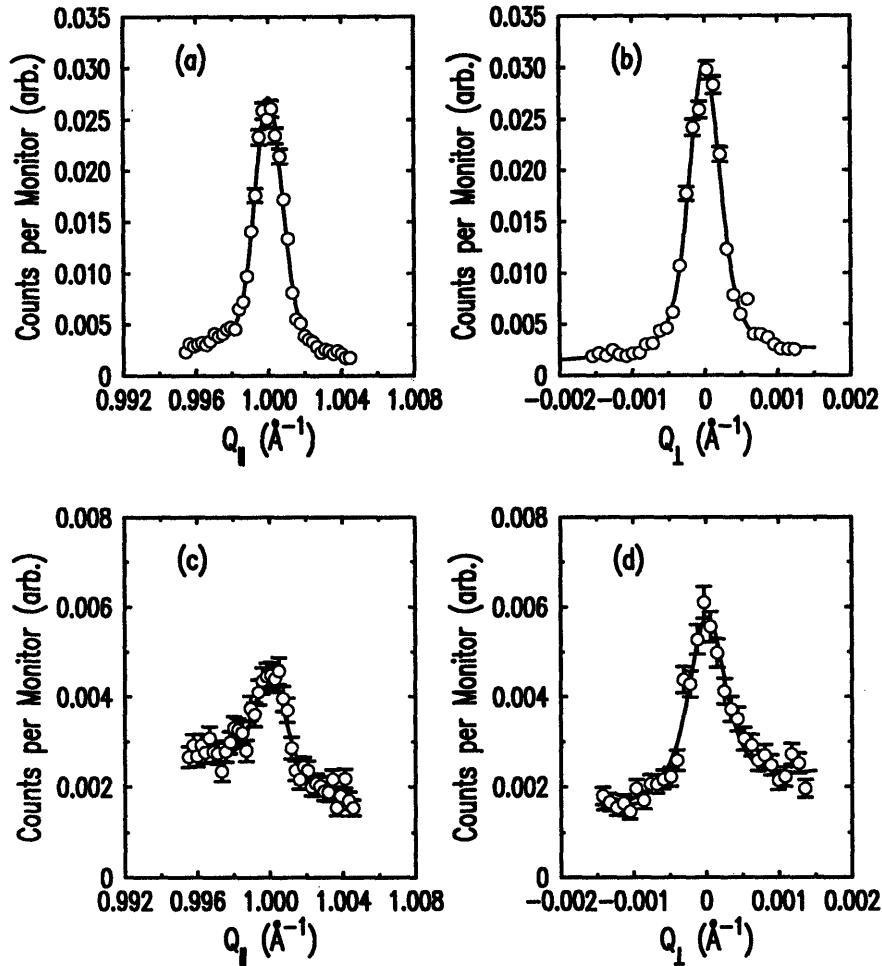 (a)
Counts per Monitor (arb.)
0.035
0.030
0.025
0.020
0.015
0.010
0.005
0
0.992 0.996 1.000 1.004 1.008
Q∥ (Å⁻¹)
(b)
Counts per Monitor (arb.)
0.035
0.030
0.025
0.020
0.015
0.010
0.005
0
−0.002 −0.001 0 0.001 0.002
Q⊥ (Å⁻¹)
(c)
Counts per Monitor (arb.)
0.008
0.006
0.004
0.002
0
0.992 0.996 1.000 1.004 1.008
Q∥ (Å⁻¹)
(d)
Counts per Monitor (arb.)
0.008
0.006
0.004
0.002
0
−0.002 −0.001 0 0.001 0.002
Q⊥ (Å⁻¹)